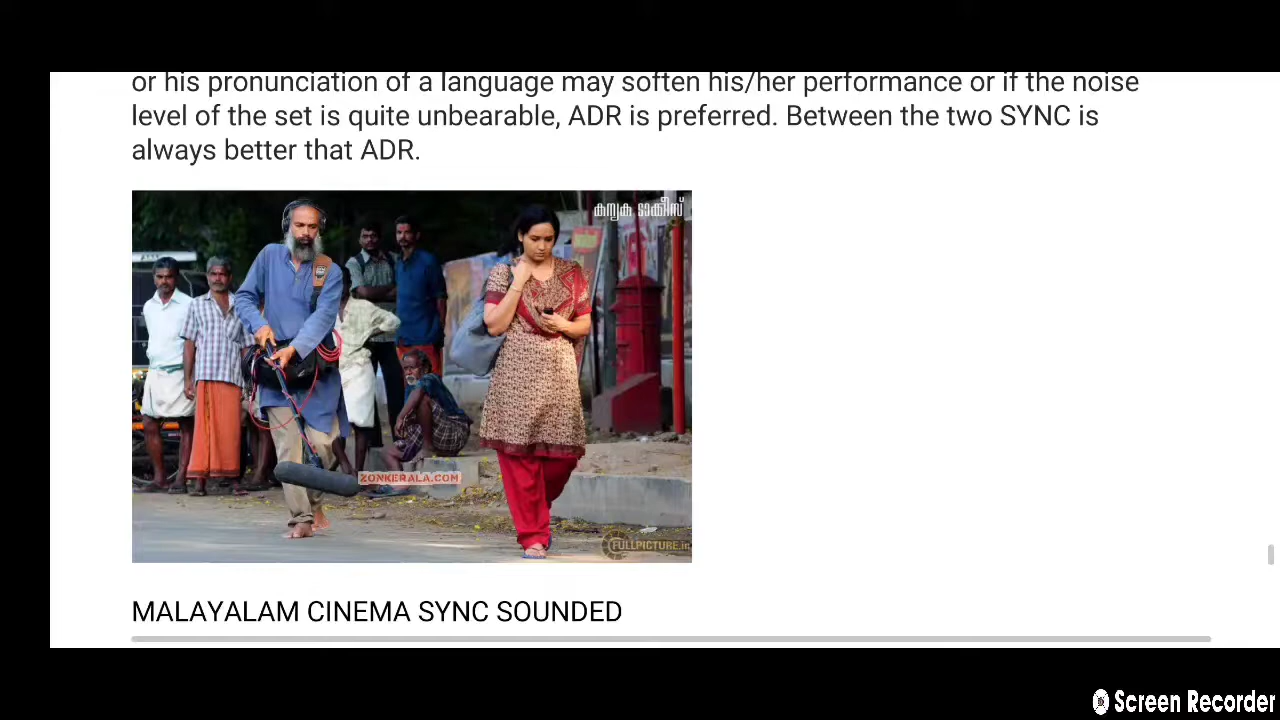 or his pronunciation of a language may soften his/her performance or if the noise
level of the set is quite unbearable, ADR is preferred. Between the two SYNC is
always better that ADR.
കന്യക ടാക്കീസ്
ZONKERALA.COM
FULLPICTURE.in
MALAYALAM CINEMA SYNC SOUNDED
Screen Recorder